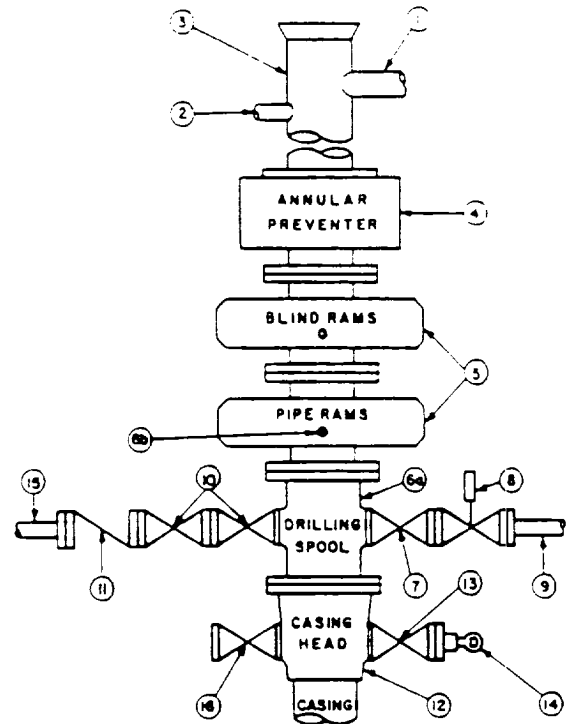 3
1
2
ANNULAR
PREVENTER
4
BLIND RAMS
5
PIPE RAMS
6b
15
10
6a
8
DRILLING
SPOOL
11
7
13
9
CASING
HEAD
16
12
14
CASING